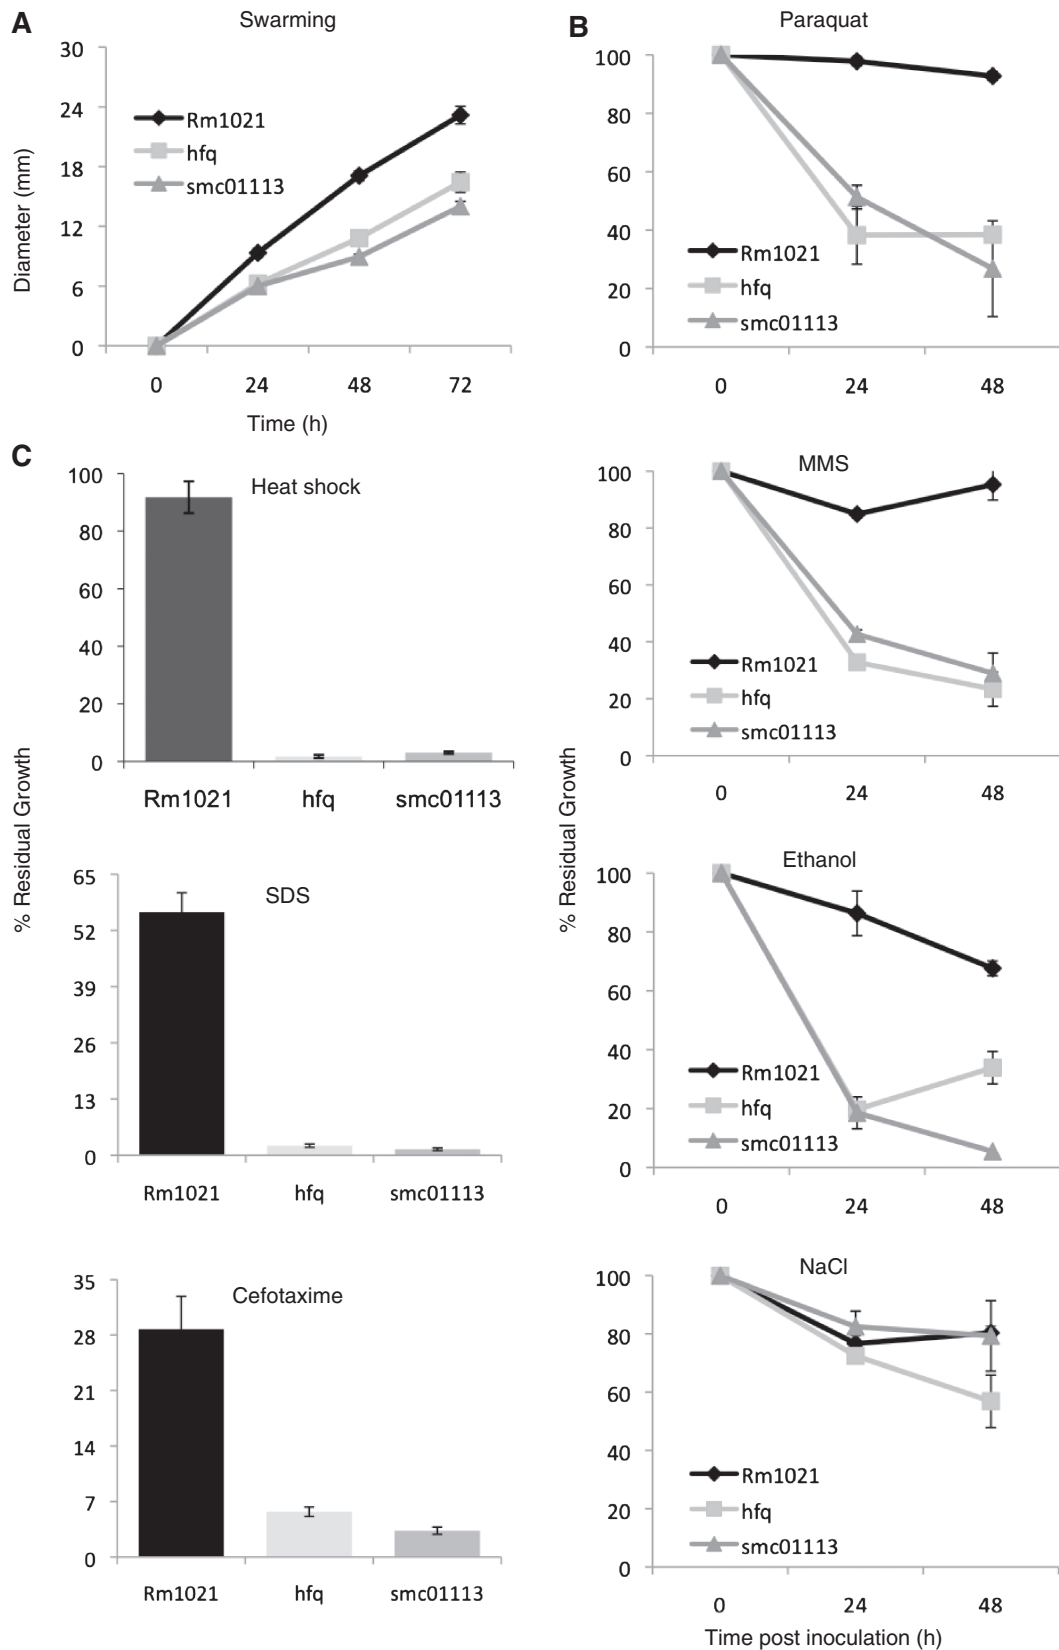 A
Swarming
30
24
18
12
6
0
Diameter (mm)
Rm1021
hfq
smc01113
0 24 48 72
Time (h)
B
Paraquat
100
80
60
40
20
0
Rm1021
hfq
smc01113
0 24 48
C
Heat shock
100
80
60
40
20
0
Rm1021 hfq smc01113
% Residual Growth
SDS
65
52
39
26
13
0
Rm1021 hfq smc01113
Cefotaxime
35
28
21
14
7
0
Rm1021 hfq smc01113
MMS
100
80
60
40
20
0
Rm1021
hfq
smc01113
0 24 48
% Residual Growth
Ethanol
100
80
60
40
20
0
Rm1021
hfq
smc01113
0 24 48
NaCl
100
80
60
40
20
0
Rm1021
hfq
smc01113
0 24 48
Time post inoculation (h)